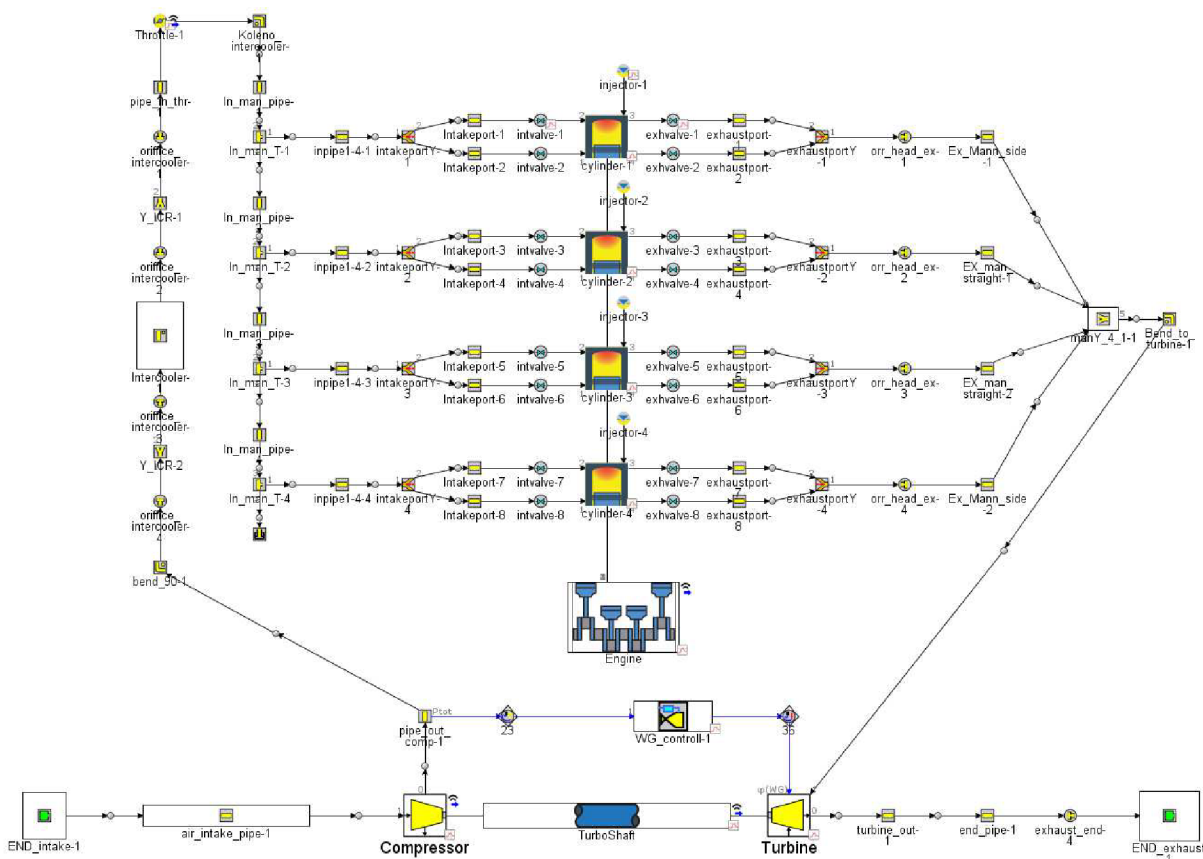 Throttle-1
Koleno
intercooler-
1
injector-1
pipe_in_thr-
In_man_pipe-
Intakeport-1
intvalve-1
exhvalve-1
exhaustport-
1
orifice
intercooler-
1
In_man_T-1
inpipe1-4-1
intakeportY-
1
Intakeport-2
intvalve-2
cylinder-1
exhvalve-2
exhaustport-
2
exhaustportY
-1
orr_head_ex-
1
Ex_Mann_side
-1
injector-2
Y_ICR-1
In_man_pipe-
Intakeport-3
intvalve-3
exhvalve-3
exhaustport-
3
orifice
intercooler-
2
In_man_T-2
inpipe1-4-2
intakeportY-
2
Intakeport-4
intvalve-4
cylinder-2
exhvalve-4
exhaustport-
4
exhaustportY
-2
orr_head_ex-
2
EX_man_
straight-1
injector-3
In_man_pipe-
manY_4_1-1
Bend_to
turbine-1
Intercooler-
1
Intakeport-5
intvalve-5
exhvalve-5
exhaustport-
5
In_man_T-3
inpipe1-4-3
intakeportY-
3
Intakeport-6
intvalve-6
cylinder-3
exhvalve-6
exhaustport-
6
exhaustportY
-3
orr_head_ex-
3
EX_man_
straight-2
orifice
intercooler-
3
injector-4
In_man_pipe-
Y_ICR-2
Intakeport-7
intvalve-7
exhvalve-7
exhaustport-
7
In_man_T-4
inpipe1-4-4
intakeportY-
4
Intakeport-8
intvalve-8
cylinder-4
exhvalve-8
exhaustport-
8
exhaustportY
-4
orr_head_ex-
4
Ex_Mann_side
-2
orifice
intercooler-
4
bend_90-1
Engine
Ptot
pipe_out_
comp-1
23
WG_controll-1
36
φ(WG)
END_intake-1
air_intake_pipe-1
Compressor
TurboShaft
Turbine
turbine_out-
1
end_pipe-1
exhaust_end-
4
END_exhaust